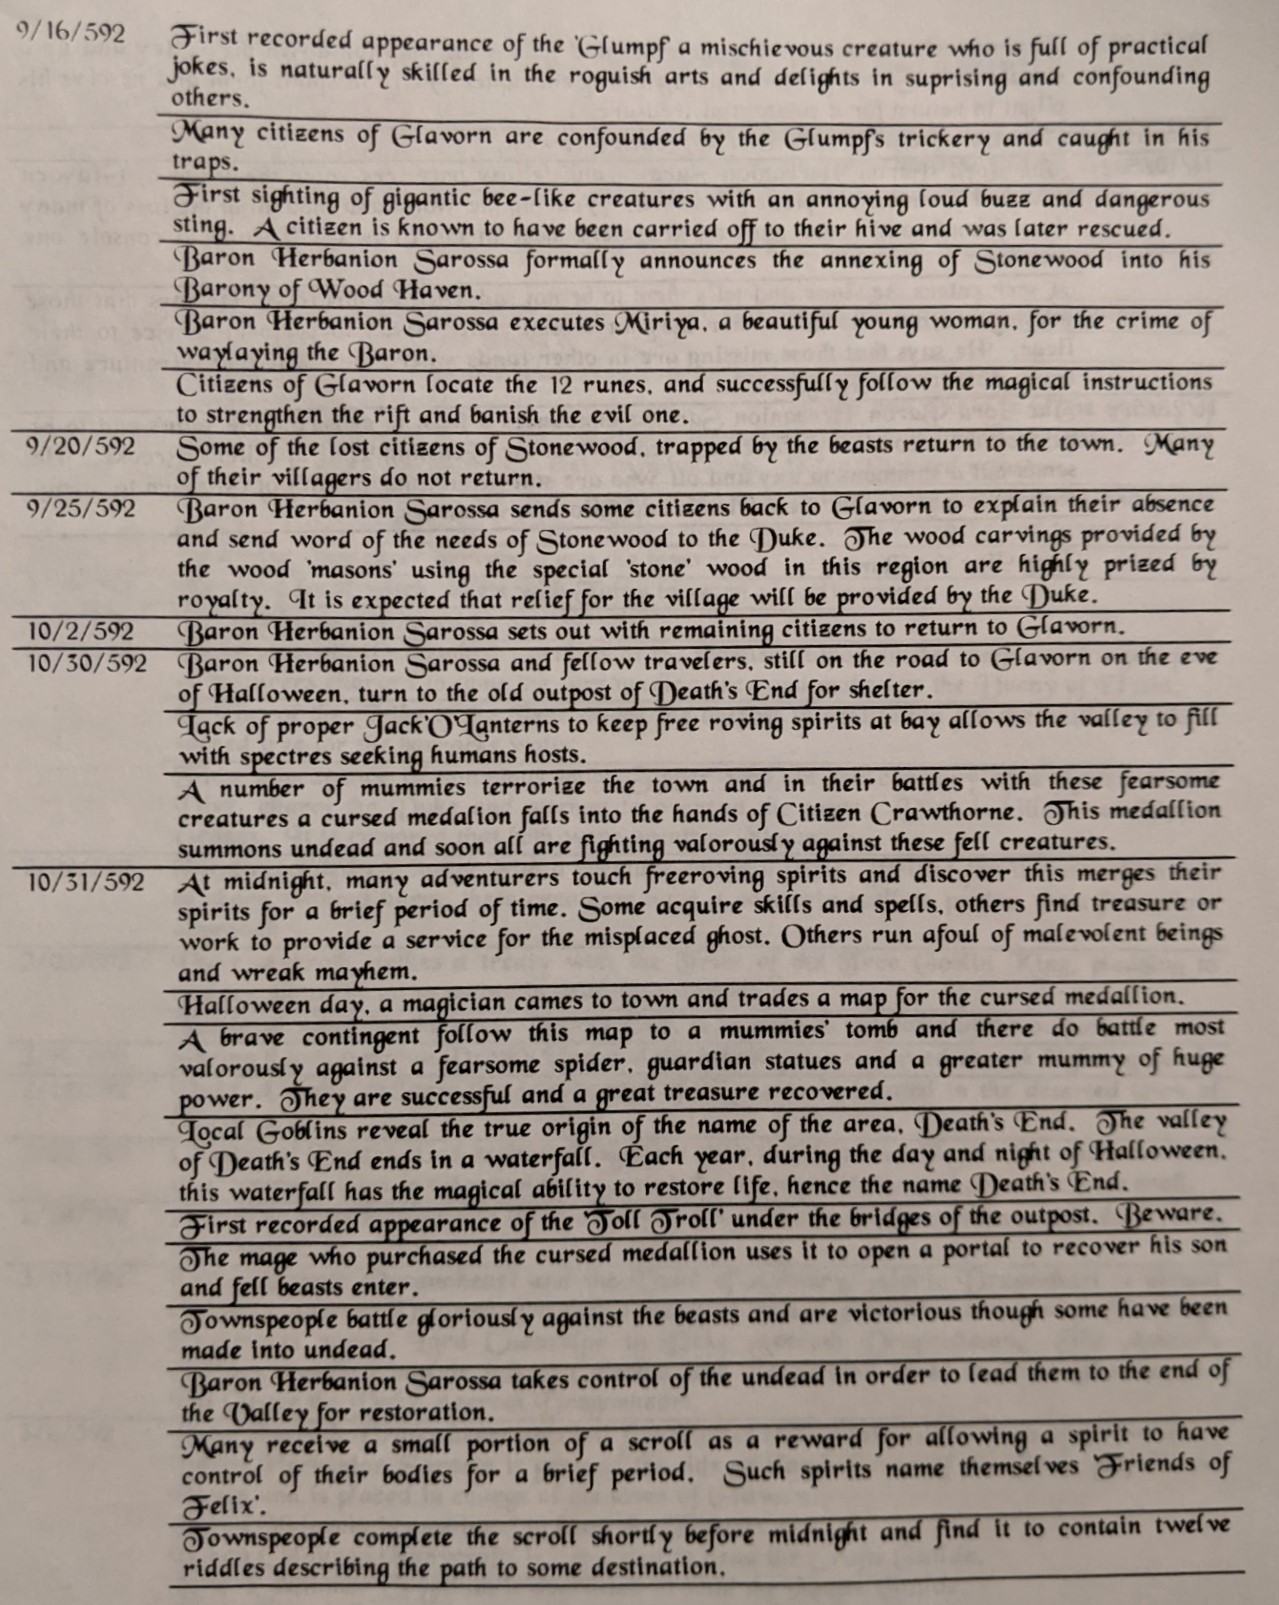 9/16/592 First recorded appearance of the 'Glumpf' a mischievous creature who is full of practical
jokes, is naturally skilled in the roguish arts and delights in suprising and confounding
others.
Many citizens of Glavorn are confounded by the Glumpf's trickery and caught in his
traps.
First sighting of gigantic bee-like creatures with an annoying loud buzz and dangerous
sting. A citizen is known to have been carried off to their hive and was later rescued.
Baron Herbanion Sarossa formally announces the annexing of Stonewood into his
Barony of Wood Haven.
Baron Herbanion Sarossa executes Miriya, a beautiful young woman, for the crime of
waylaying the Baron.
Citizens of Glavorn locate the 12 runes, and successfully follow the magical instructions
to strengthen the rift and banish the evil one.
9/20/592 Some of the lost citizens of Stonewood, trapped by the beasts return to the town. Many
of their villagers do not return.
9/25/592 Baron Herbanion Sarossa sends some citizens back to Glavorn to explain their absence
and send word of the needs of Stonewood to the Duke. The wood carvings provided by
the wood 'masons' using the special 'stone' wood in this region are highly prized by
royalty. It is expected that relief for the village will be provided by the Duke.
10/2/592 Baron Herbanion Sarossa sets out with remaining citizens to return to Glavorn.
10/30/592 Baron Herbanion Sarossa and fellow travelers, still on the road to Glavorn on the eve
of Halloween, turn to the old outpost of Death's End for shelter.
Lack of proper Jack'O'Lanterns to keep free roving spirits at bay allows the valley to fill
with spectres seeking humans hosts.
A number of mummies terrorize the town and in their battles with these fearsome
creatures a cursed medalion falls into the hands of Citizen Crawthorne. This medallion
summons undead and soon all are fighting valorously against these fell creatures.
10/31/592 At midnight, many adventurers touch freeroving spirits and discover this merges their
spirits for a brief period of time. Some acquire skills and spells, others find treasure or
work to provide a service for the misplaced ghost. Others run afoul of malevolent beings
and wreak mayhem.
Halloween day, a magician cames to town and trades a map for the cursed medallion.
A brave contingent follow this map to a mummies' tomb and there do battle most
valorously against a fearsome spider, guardian statues and a greater mummy of huge
power. They are successful and a great treasure recovered.
Local Goblins reveal the true origin of the name of the area, Death's End. The valley
of Death's End ends in a waterfall. Each year, during the day and night of Halloween,
this waterfall has the magical ability to restore life, hence the name Death's End.
First recorded appearance of the 'Toll Troll' under the bridges of the outpost. Beware.
The mage who purchased the cursed medallion uses it to open a portal to recover his son
and fell beasts enter.
Townspeople battle gloriously against the beasts and are victorious though some have been
made into undead.
Baron Herbanion Sarossa takes control of the undead in order to lead them to the end of
the Valley for restoration.
Many receive a small portion of a scroll as a reward for allowing a spirit to have
control of their bodies for a brief period. Such spirits name themselves 'Friends of
Felix'.
Townspeople complete the scroll shortly before midnight and find it to contain twelve
riddles describing the path to some destination.